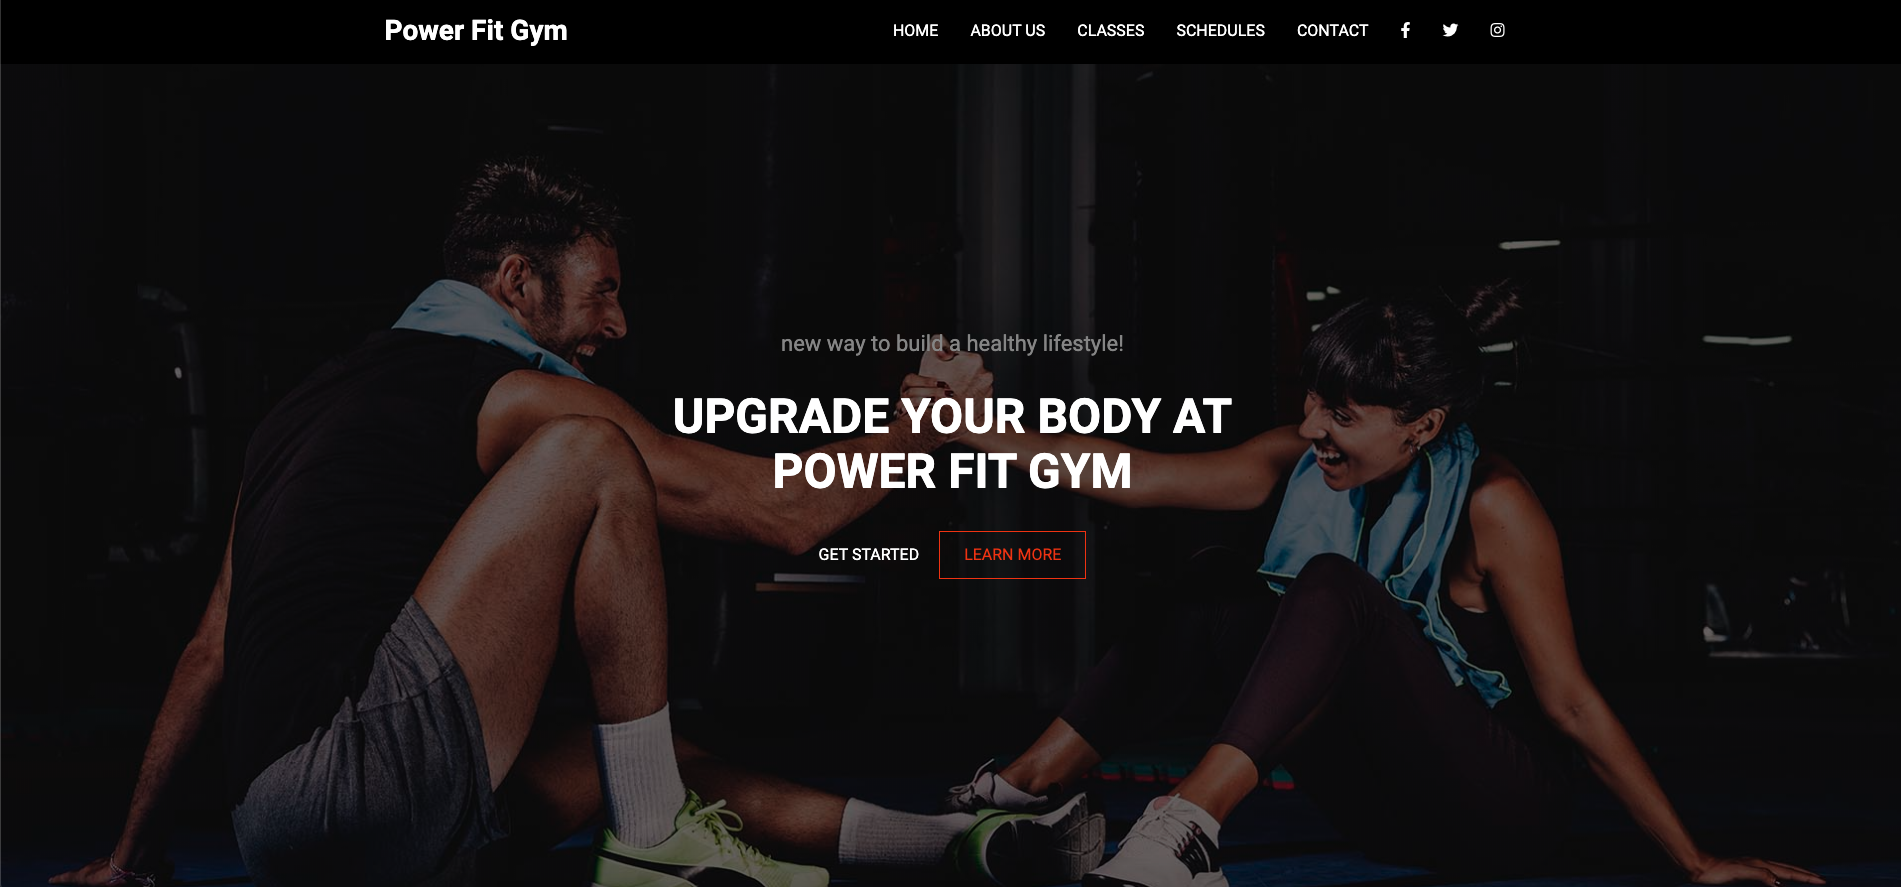 Power Fit Gym
HOME ABOUT US CLASSES SCHEDULES CONTACT
new way to build a healthy lifestyle!
UPGRADE YOUR BODY AT
POWER FIT GYM
GET STARTED LEARN MORE